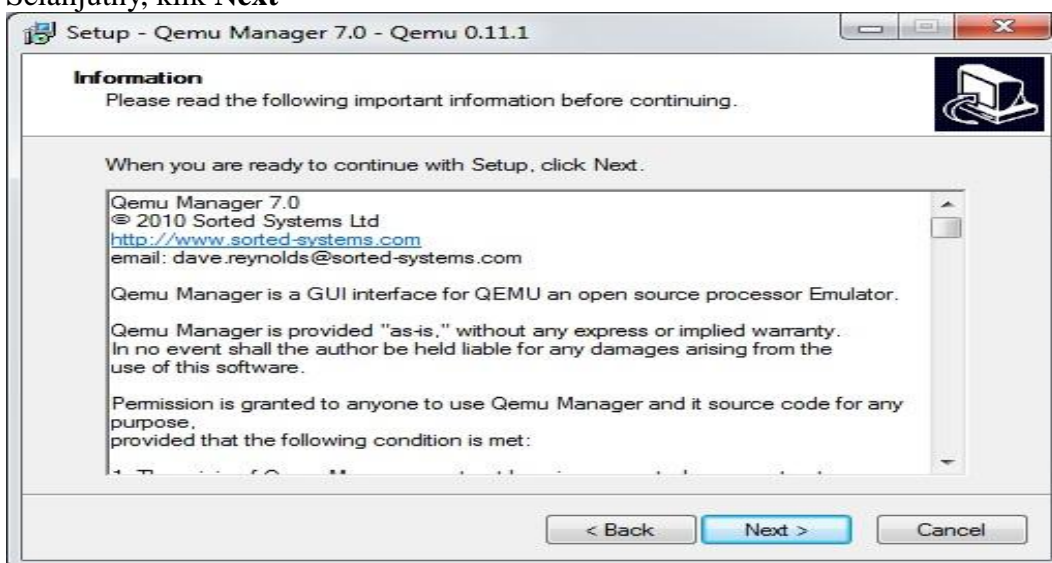 Selanjutny, klik Next
Setup - Qemu Manager 7.0 - Qemu 0.11.1
Information
Please read the following important information before continuing.
When you are ready to continue with Setup, click Next.
Qemu Manager 7.0
© 2010 Sorted Systems Ltd
http://www.sorted-systems.com
email: dave.reynolds@sorted-systems.com
Qemu Manager is a GUI interface for QEMU an open source processor Emulator.
Qemu Manager is provided "as-is," without any express or implied warranty.
In no event shall the author be held liable for any damages arising from the
use of this software.
Permission is granted to anyone to use Qemu Manager and it source code for any
purpose,
provided that the following condition is met:
< Back
Next >
Cancel